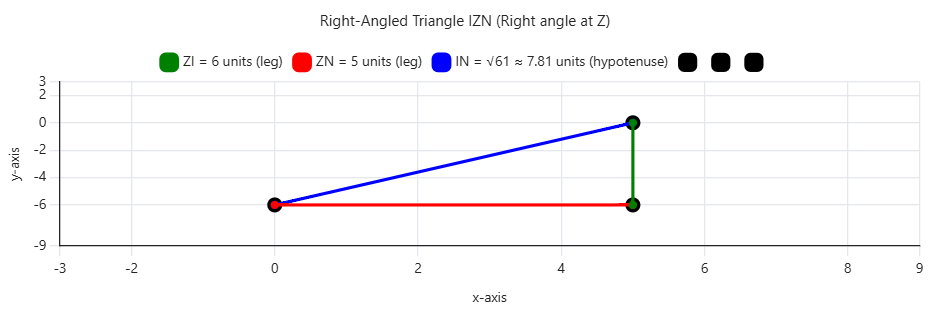 Right-Angled Triangle IZN (Right angle at Z)
ZI = 6 units (leg) ZN = 5 units (leg) IN = √61 ≈ 7.81 units (hypotenuse)
3
2
0
-2
-4
-6
-9
y-axis
-3 -2 0 2 4 6 8 9
x-axis